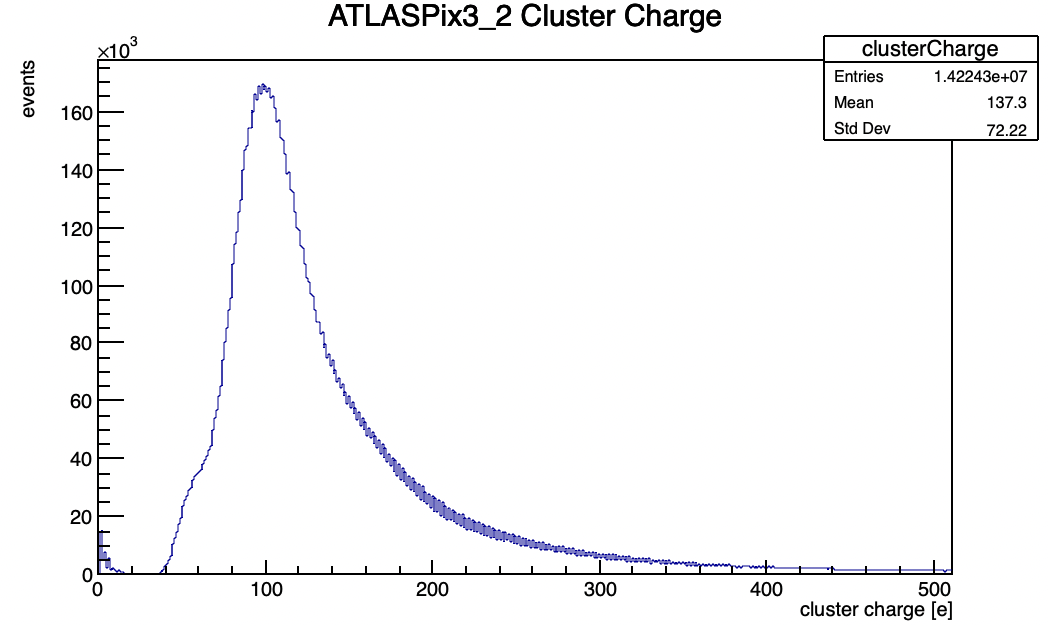 ATLASPix3_2 Cluster Charge
×10³
events
clusterCharge
Entries 1.42243e+07
Mean 137.3
Std Dev 72.22
160
140
120
100
80
60
40
20
0
0 100 200 300 400 500
cluster charge [e]